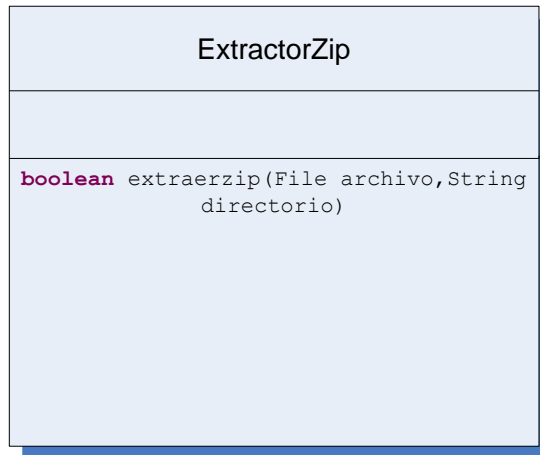 ExtractorZip
boolean extraerzip(File archivo,String
directorio)